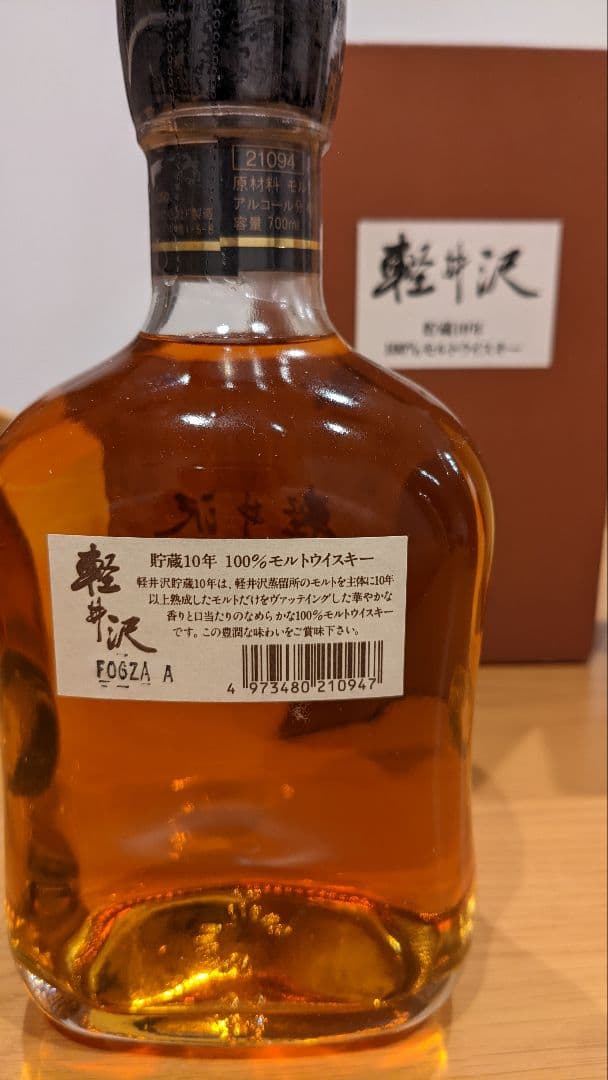 21094
原材料 モル
アルコール分
容量 700ml
製造
軽井沢
貯蔵10年
100%モルトウイスキー
軽井沢
貯蔵10年 100%モルトウイスキー
軽井沢貯蔵10年は、軽井沢蒸留所のモルトを主体に10年
以上熟成したモルトだけをヴァッティングした華やかな
香りと口当たりのなめらかな100%モルトウイスキー
です。この豊潤な味わいをご賞味下さい。
F06ZA A
4 973480 210947